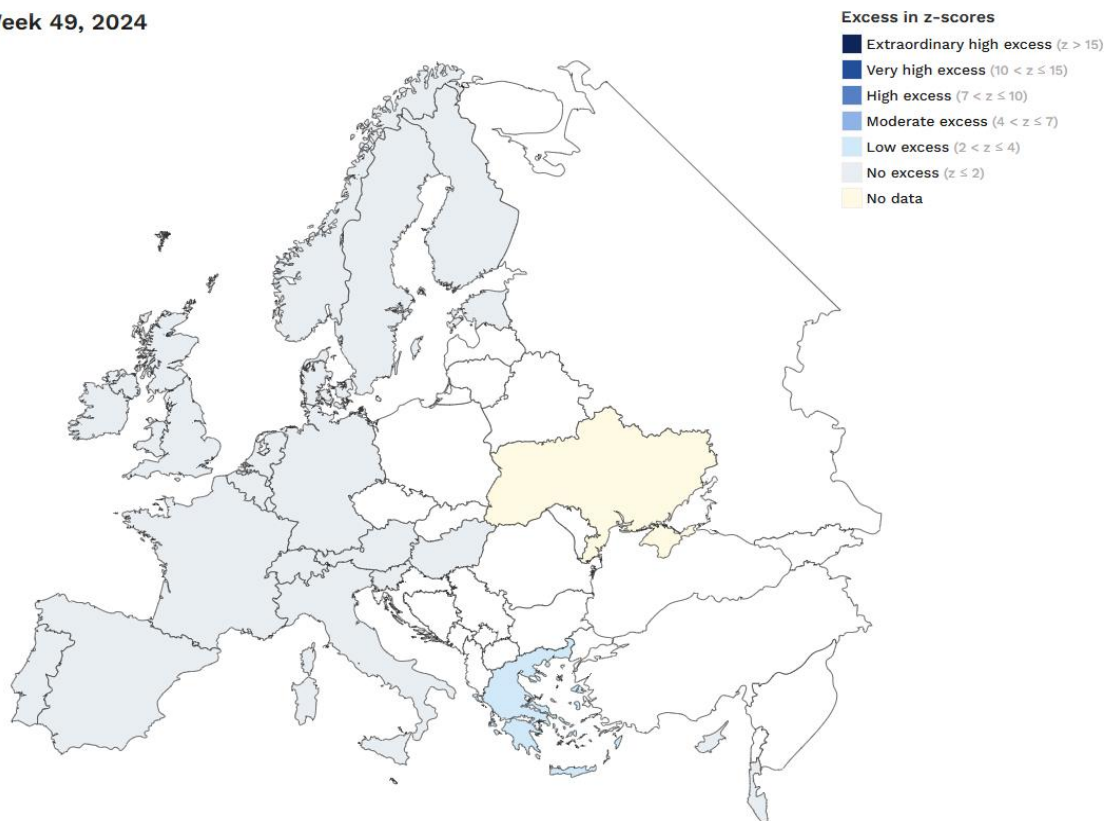 Week 49, 2024
Excess in z-scores
Extraordinary high excess (z > 15)
Very high excess (10 < z ≤ 15)
High excess (7 < z ≤ 10)
Moderate excess (4 < z ≤ 7)
Low excess (2 < z ≤ 4)
No excess (z ≤ 2)
No data